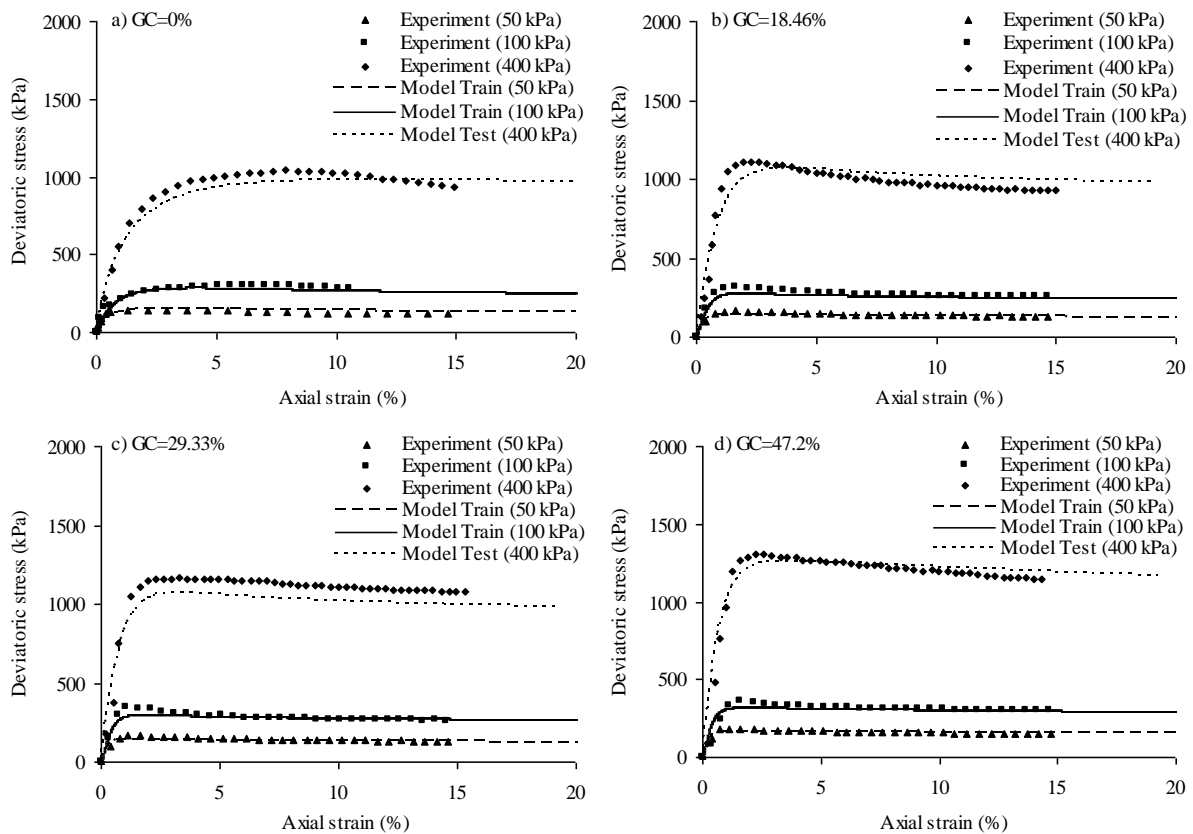 a) GC=0%
Experiment (50 kPa)
Experiment (100 kPa)
Experiment (400 kPa)
Model Train (50 kPa)
Model Train (100 kPa)
Model Test (400 kPa)
2000
1500
1000
500
0
0 5 10 15 20
Deviatoric stress (kPa)
Axial strain (%)
b) GC=18.46%
Experiment (50 kPa)
Experiment (100 kPa)
Experiment (400 kPa)
Model Train (50 kPa)
Model Train (100 kPa)
Model Test (400 kPa)
2000
1500
1000
500
0
0 5 10 15 20
Deviatoric stress (kPa)
Axial strain (%)
c) GC=29.33%
Experiment (50 kPa)
Experiment (100 kPa)
Experiment (400 kPa)
Model Train (50 kPa)
Model Train (100 kPa)
Model Test (400 kPa)
2000
1500
1000
500
0
0 5 10 15 20
Deviatoric stress (kPa)
Axial strain (%)
d) GC=47.2%
Experiment (50 kPa)
Experiment (100 kPa)
Experiment (400 kPa)
Model Train (50 kPa)
Model Train (100 kPa)
Model Test (400 kPa)
2000
1500
1000
500
0
0 5 10 15 20
Deviatoric stress (kPa)
Axial strain (%)